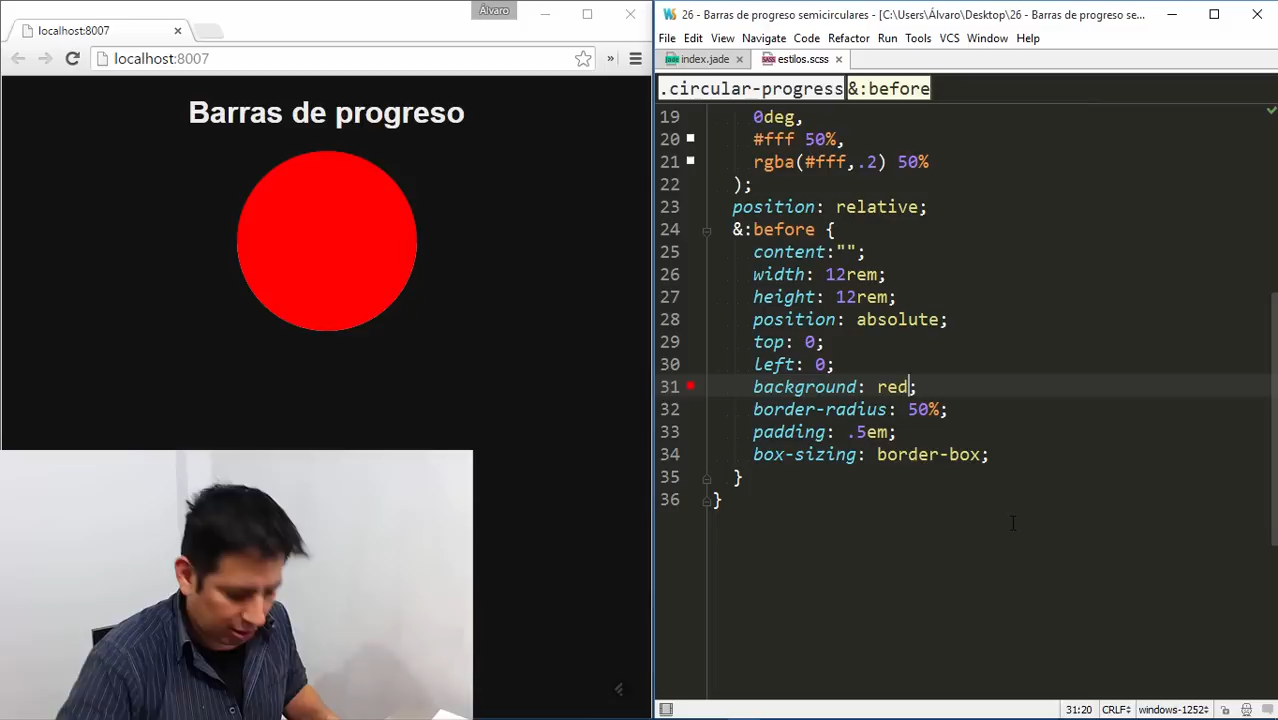 Álvaro
localhost:8007
localhost:8007
Barras de progreso
26 - Barras de progreso semicirculares - [C:\Users\Álvaro\Desktop\26 - Barras de progreso se...
File Edit View Navigate Code Refactor Run Tools VCS Window Help
index.jade estilos.scss
.circular-progress &:before
19 0deg,
20 #fff 50%,
21 rgba(#fff,.2) 50%
22 );
23 position: relative;
24 &:before {
25 content:"";
26 width: 12rem;
27 height: 12rem;
28 position: absolute;
29 top: 0;
30 left: 0;
31 background: red;
32 border-radius: 50%;
33 padding: .5em;
34 box-sizing: border-box;
35 }
36 }
31:20 CRLF÷ windows-1252÷